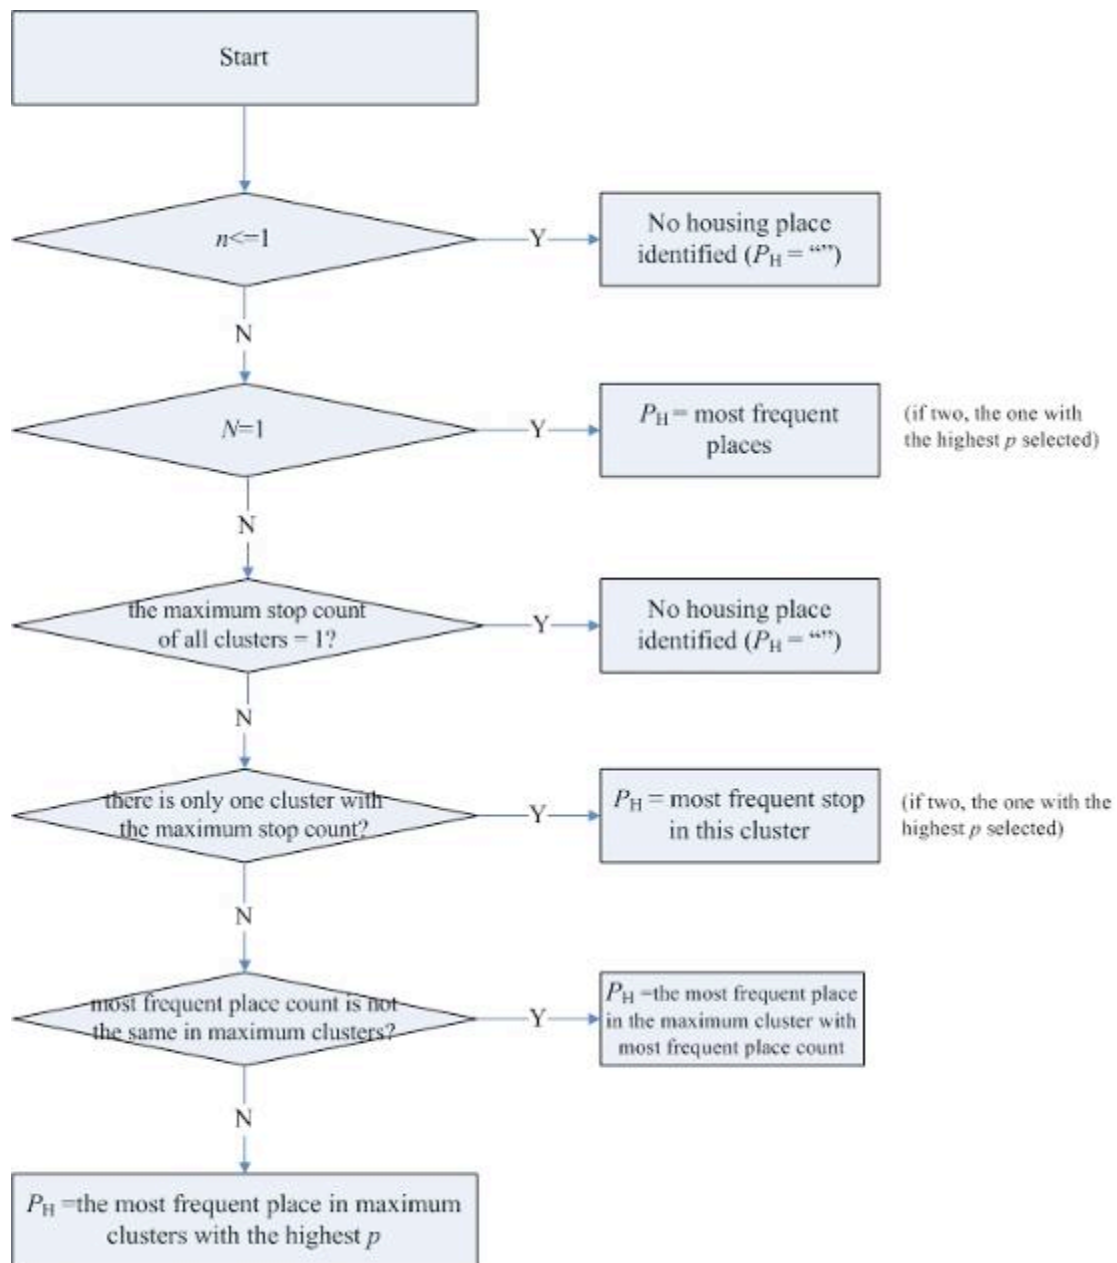 Start
n<=1
Y
No housing place
identified (PH = “”)
N
N=1
Y
PH = most frequent
places
(if two, the one with
the highest p selected)
N
the maximum stop count
of all clusters = 1?
Y
No housing place
identified (PH = “”)
N
there is only one cluster with
the maximum stop count?
Y
PH = most frequent stop
in this cluster
(if two, the one with the
highest p selected)
N
most frequent place count is not
the same in maximum clusters?
Y
PH =the most frequent place
in the maximum cluster with
most frequent place count
N
PH =the most frequent place in maximum
clusters with the highest p